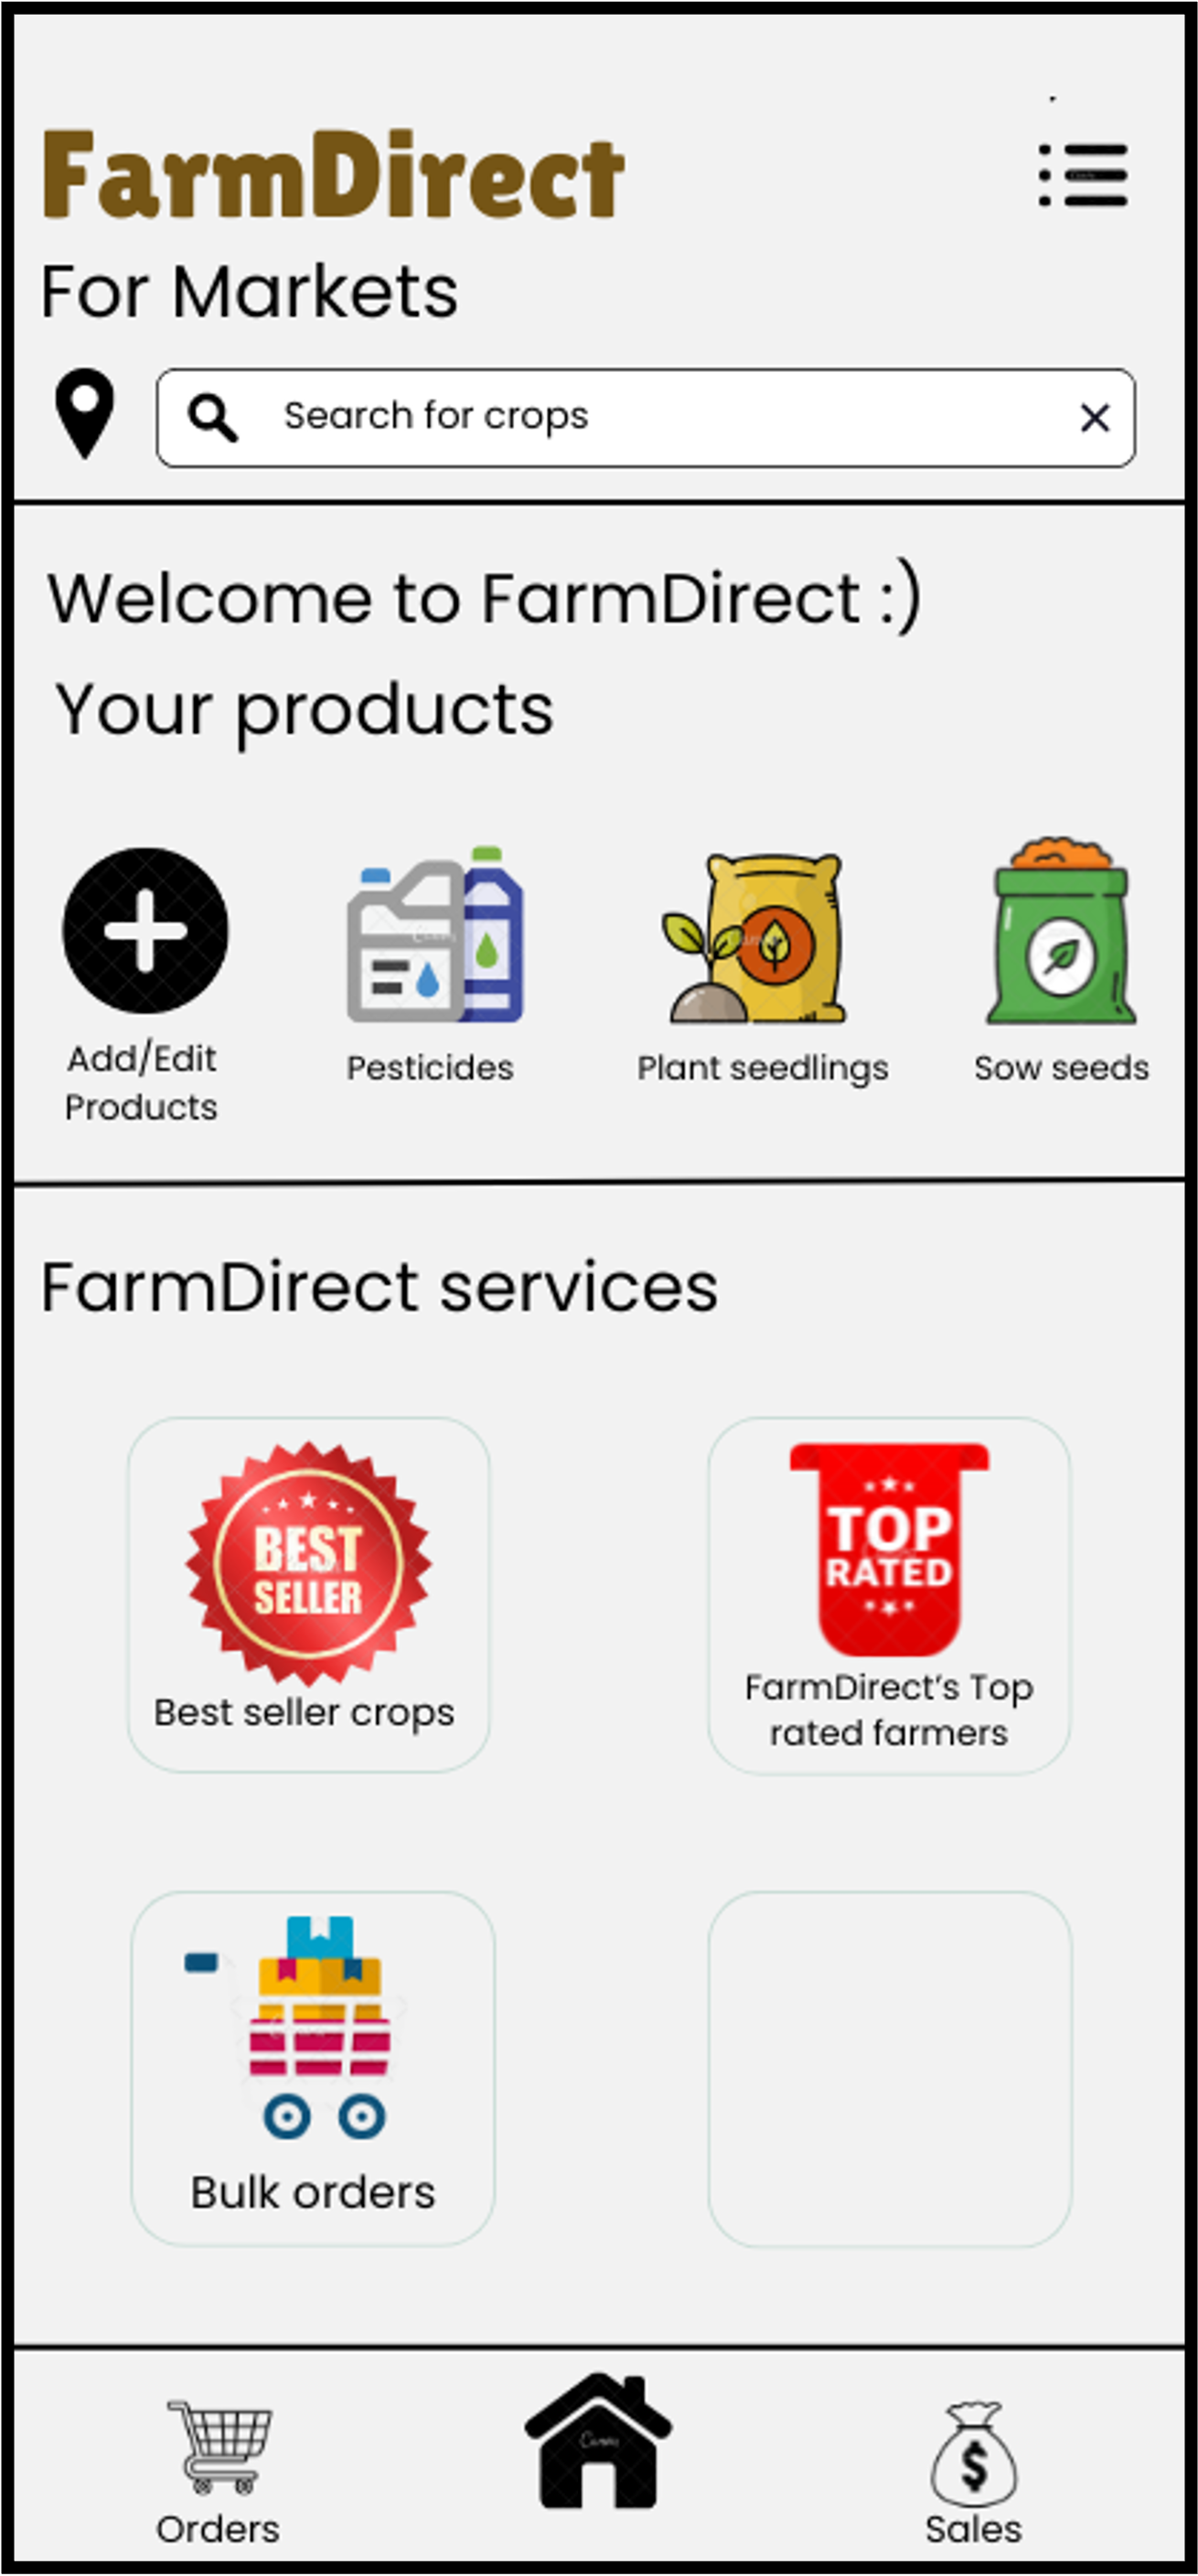 FarmDirect
For Markets
Search for crops
Welcome to FarmDirect :)
Your products
Add/Edit
Products
Pesticides
Plant seedlings
Sow seeds
FarmDirect services
BEST
SELLER
Best seller crops
TOP
RATED
FarmDirect's Top
rated farmers
Bulk orders
Canva
Orders
$
Sales